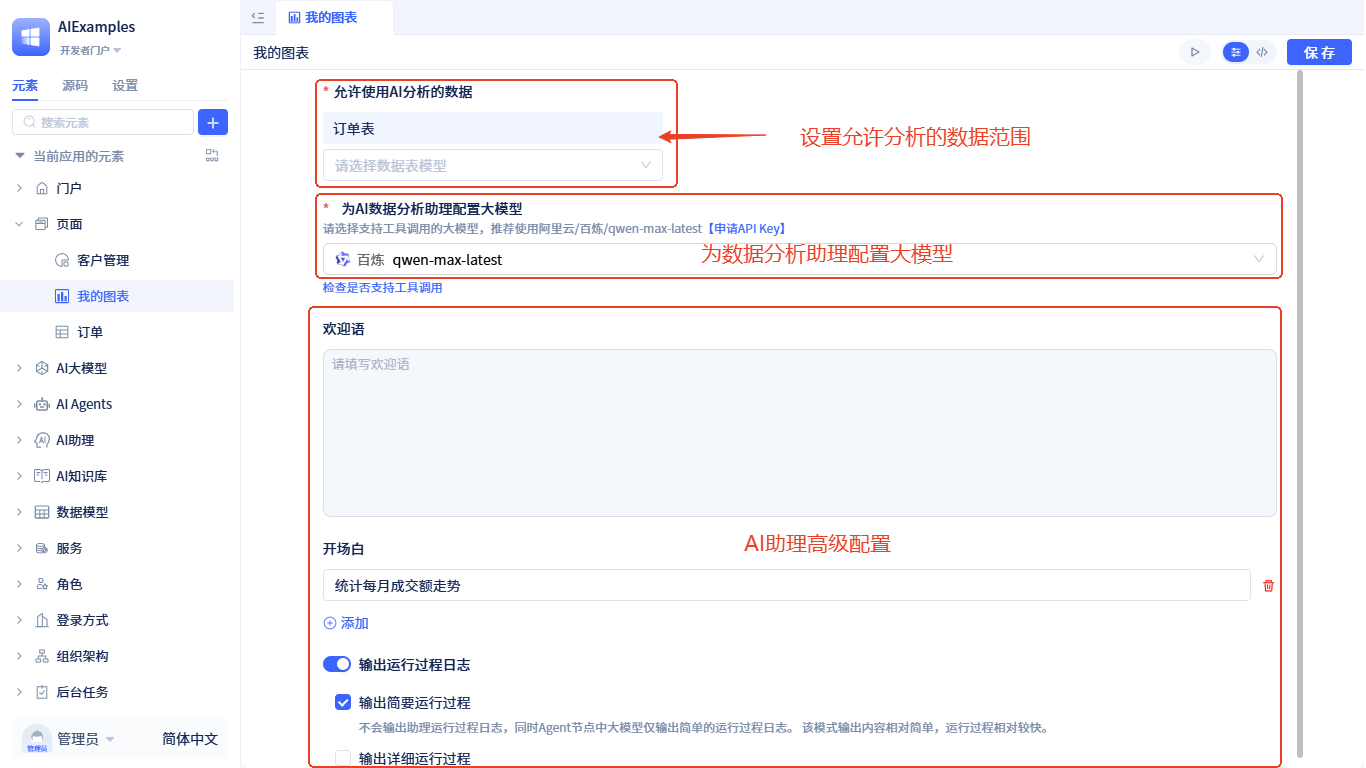 AIExamples
开发者门户
元素
源码
设置
搜索元素
当前应用的元素
门户
页面
客户管理
我的图表
订单
AI大模型
AI Agents
AI助理
AI知识库
数据模型
服务
角色
登录方式
组织架构
后台任务
管理员
管理员
简体中文
我的图表
我的图表
保 存
* 允许使用AI分析的数据
订单表
请选择数据表模型
设置允许分析的数据范围
* 为AI数据分析助理配置大模型
请选择支持工具调用的大模型，推荐使用阿里云/百炼/qwen-max-latest【申请API Key】
百炼 qwen-max-latest
为数据分析助理配置大模型
检查是否支持工具调用
欢迎语
请填写欢迎语
AI助理高级配置
开场白
统计每月成交额走势
添加
输出运行过程日志
输出简要运行过程
不会输出助理运行过程日志，同时Agent节点中大模型仅输出简单的运行过程日志。 该模式输出内容相对简单，运行过程相对较快。
输出详细运行过程